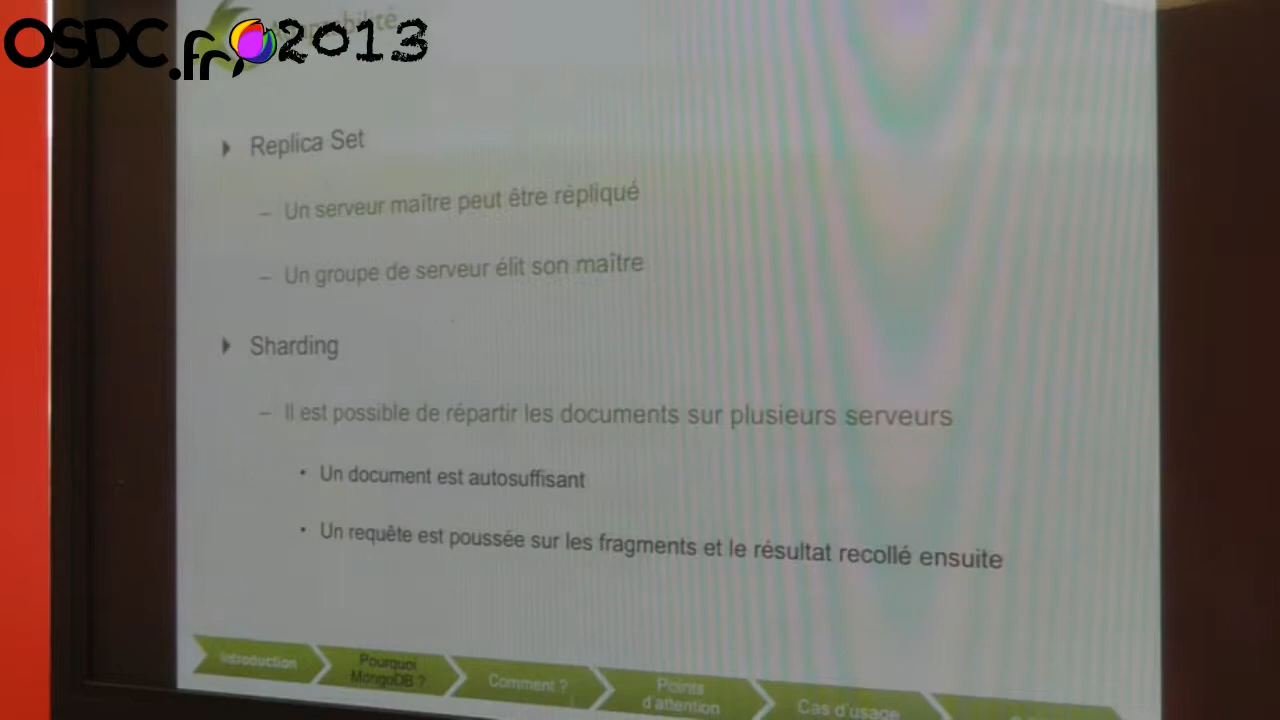 OSDC.fr 2013
Replica Set
– Un serveur maître peut être répliqué
– Un groupe de serveur élit son maître
Sharding
– Il est possible de répartir les documents sur plusieurs serveurs
• Un document est autosuffisant
• Un requête est poussée sur les fragments et le résultat recollé ensuite
Introduction
Pourquoi
MongoDB ?
Comment ?
Points
d'attention
Cas d'usage